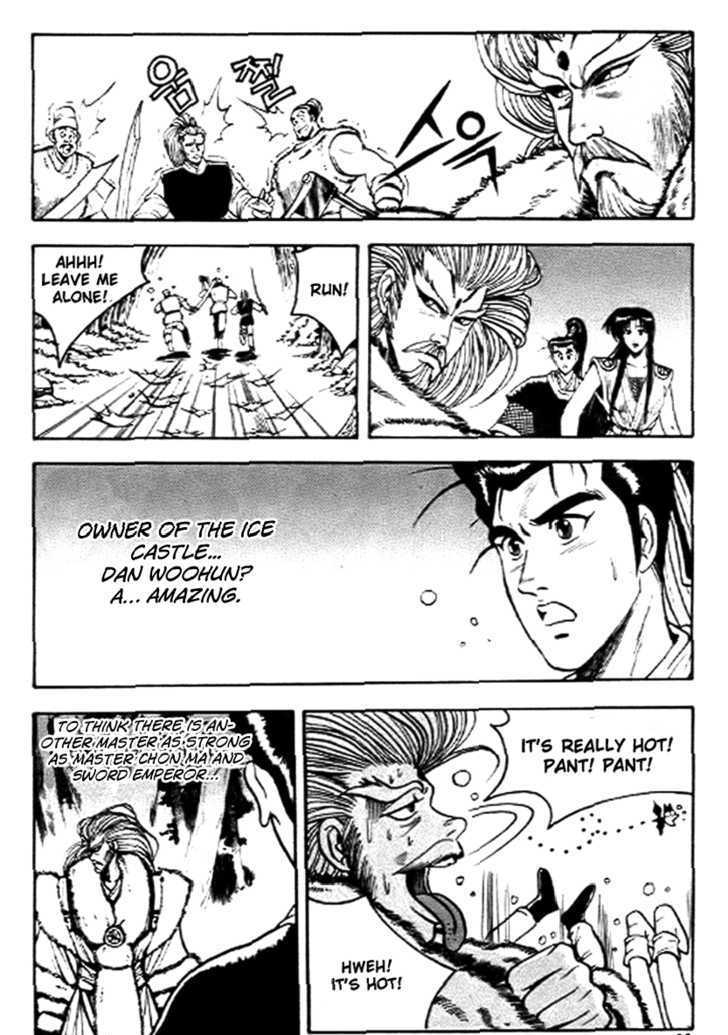 움
찔
스윽
AHHH!
LEAVE ME
ALONE!
RUN!
OWNER OF THE ICE
CASTLE...
DAN WOOHUN?
A... AMAZING.
TO THINK THERE IS AN-
OTHER MASTER AS STRONG
AS MASTER CHON MA AND
SWORD EMPEROR...
IT'S REALLY HOT!
PANT! PANT!
HWEH!
IT'S HOT!